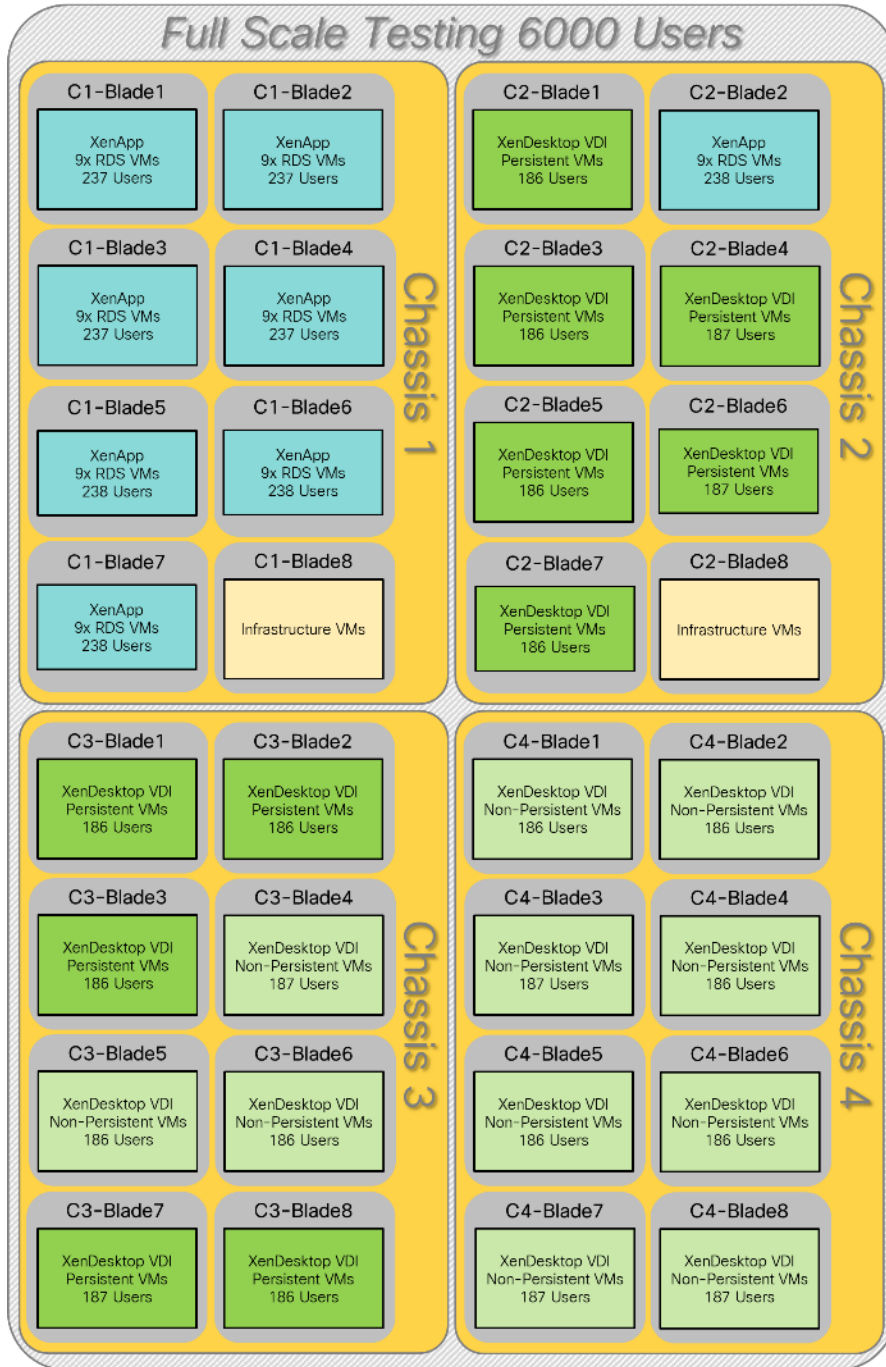 Full Scale Testing 6000 Users
C1-Blade1
XenApp
9x RDS VMs
237 Users
C1-Blade2
XenApp
9x RDS VMs
237 Users
C1-Blade3
XenApp
9x RDS VMs
237 Users
C1-Blade4
XenApp
9x RDS VMs
237 Users
C1-Blade5
XenApp
9x RDS VMs
238 Users
C1-Blade6
XenApp
9x RDS VMs
238 Users
C1-Blade7
XenApp
9x RDS VMs
238 Users
C1-Blade8
Infrastructure VMs
Chassis 1
C2-Blade1
XenDesktop VDI
Persistent VMs
186 Users
C2-Blade2
XenApp
9x RDS VMs
238 Users
C2-Blade3
XenDesktop VDI
Persistent VMs
186 Users
C2-Blade4
XenDesktop VDI
Persistent VMs
187 Users
C2-Blade5
XenDesktop VDI
Persistent VMs
186 Users
C2-Blade6
XenDesktop VDI
Persistent VMs
187 Users
C2-Blade7
XenDesktop VDI
Persistent VMs
186 Users
C2-Blade8
Infrastructure VMs
Chassis 2
C3-Blade1
XenDesktop VDI
Persistent VMs
186 Users
C3-Blade2
XenDesktop VDI
Persistent VMs
186 Users
C3-Blade3
XenDesktop VDI
Persistent VMs
186 Users
C3-Blade4
XenDesktop VDI
Non-Persistent VMs
187 Users
C3-Blade5
XenDesktop VDI
Non-Persistent VMs
186 Users
C3-Blade6
XenDesktop VDI
Non-Persistent VMs
186 Users
C3-Blade7
XenDesktop VDI
Persistent VMs
187 Users
C3-Blade8
XenDesktop VDI
Persistent VMs
186 Users
Chassis 3
C4-Blade1
XenDesktop VDI
Non-Persistent VMs
186 Users
C4-Blade2
XenDesktop VDI
Non-Persistent VMs
186 Users
C4-Blade3
XenDesktop VDI
Non-Persistent VMs
187 Users
C4-Blade4
XenDesktop VDI
Non-Persistent VMs
186 Users
C4-Blade5
XenDesktop VDI
Non-Persistent VMs
186 Users
C4-Blade6
XenDesktop VDI
Non-Persistent VMs
186 Users
C4-Blade7
XenDesktop VDI
Non-Persistent VMs
187 Users
C4-Blade8
XenDesktop VDI
Non-Persistent VMs
187 Users
Chassis 4